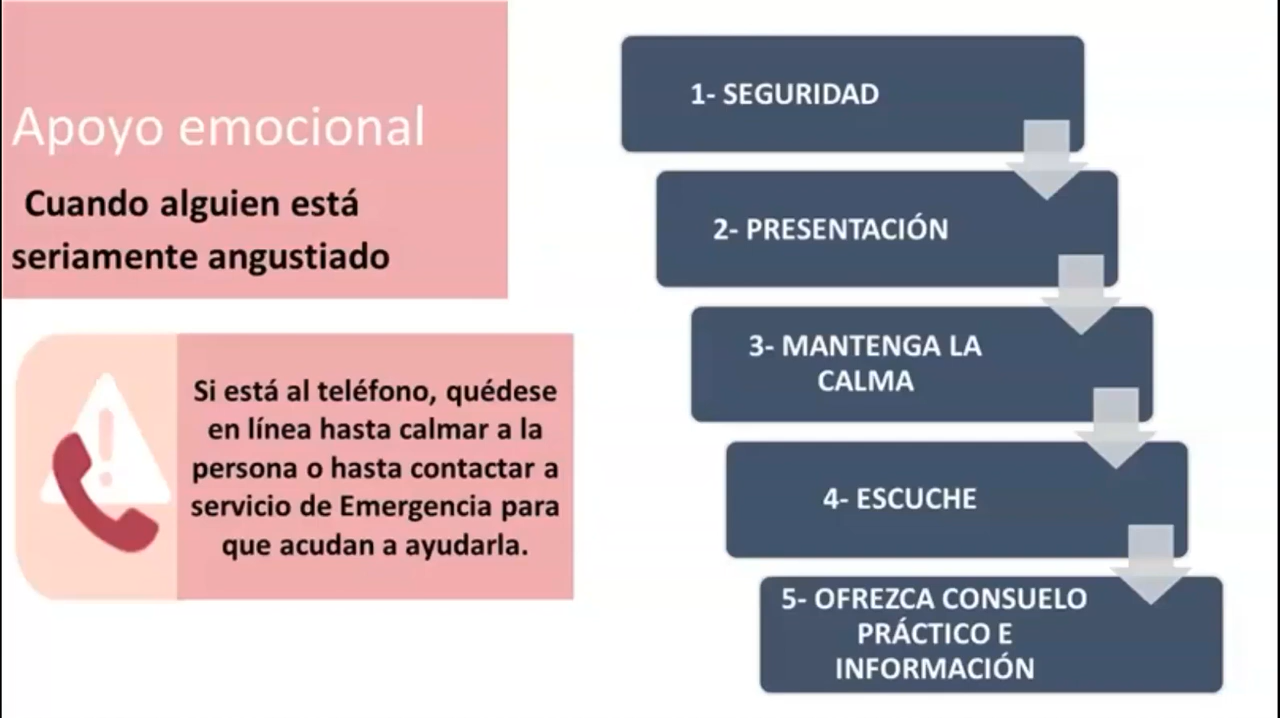 Apoyo emocional
Cuando alguien está
seriamente angustiado
Si está al teléfono, quédese
en línea hasta calmar a la
persona o hasta contactar a
servicio de Emergencia para
que acudan a ayudarla.
1- SEGURIDAD
2- PRESENTACIÓN
3- MANTENGA LA
CALMA
4- ESCUCHE
5- OFREZCA CONSUELO
PRÁCTICO E
INFORMACIÓN